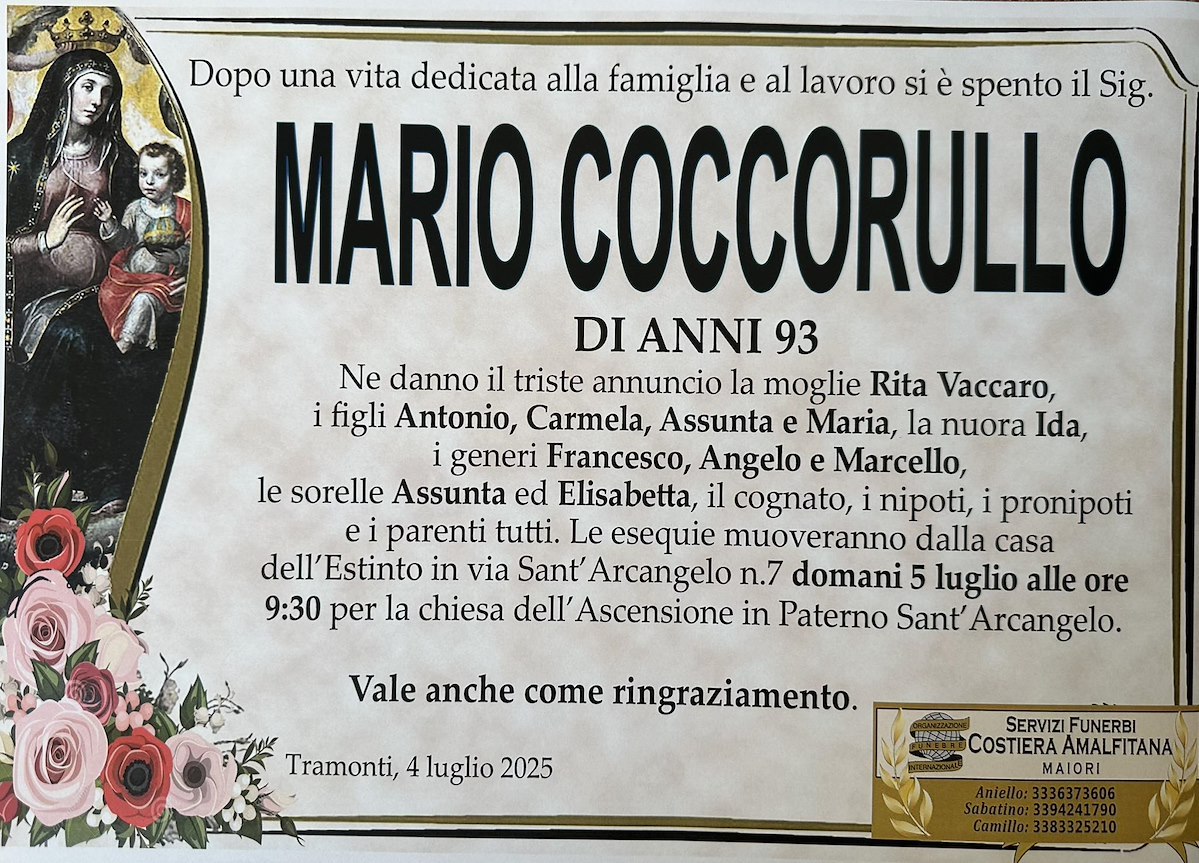 Dopo una vita dedicata alla famiglia e al lavoro si è spento il Sig.
MARIO COCCORULLO
DI ANNI 93
Ne danno il triste annuncio la moglie Rita Vaccaro,
i figli Antonio, Carmela, Assunta e Maria, la nuora Ida,
i generi Francesco, Angelo e Marcello,
le sorelle Assunta ed Elisabetta, il cognato, i nipoti, i pronipoti
e i parenti tutti. Le esequie muoveranno dalla casa
dell'Estinto in via Sant'Arcangelo n.7 domani 5 luglio alle ore
9:30 per la chiesa dell'Ascensione in Paterno Sant'Arcangelo.
Vale anche come ringraziamento.
Tramonti, 4 luglio 2025
ORGANIZZAZIONE
FUNEBRE
INTERNAZIONALE
SERVIZI FUNERBI
COSTIERA AMALFITANA
MAIORI
Aniello: 3336373606
Sabatino: 3394241790
Camillo: 3383325210